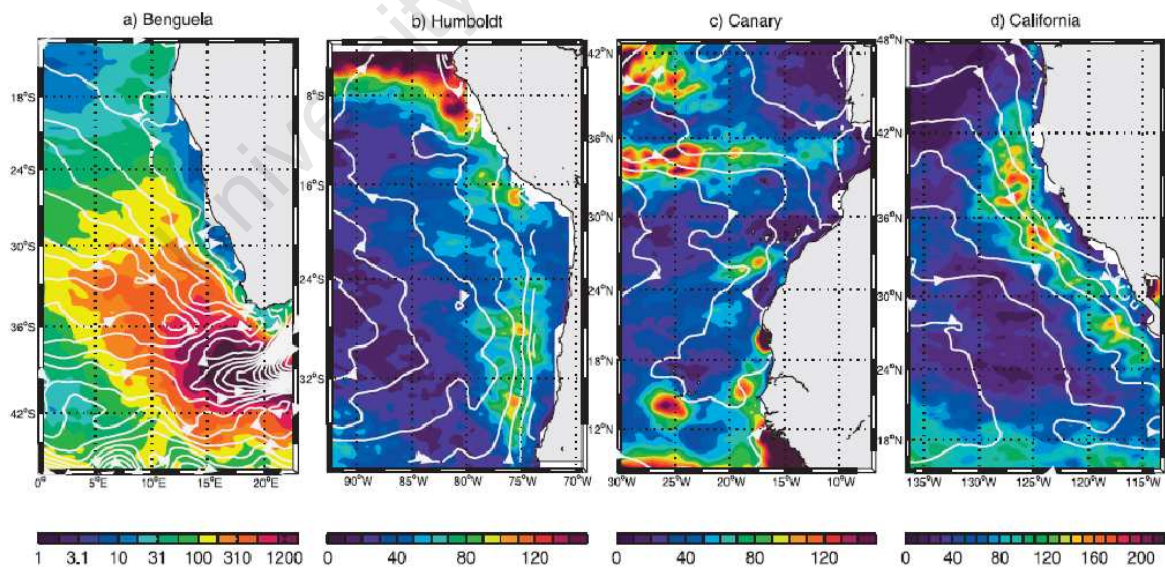 University
a) Benguela
b) Humboldt
c) Canary
d) California
18°S
24°S
30°S
36°S
42°S
0°
5°E
10°E
15°E
20°E
1 3.1 10 31 100 310 1200
8°S
16°S
24°S
32°S
90°W
85°W
80°W
75°W
70°W
0 40 80 120
42°N
36°N
30°N
24°N
18°N
12°N
30°W
25°W
20°W
15°W
10°W
0 40 80 120
48°N
42°N
36°N
30°N
24°N
18°N
135°W
130°W
125°W
120°W
115°W
0 40 80 120 160 200